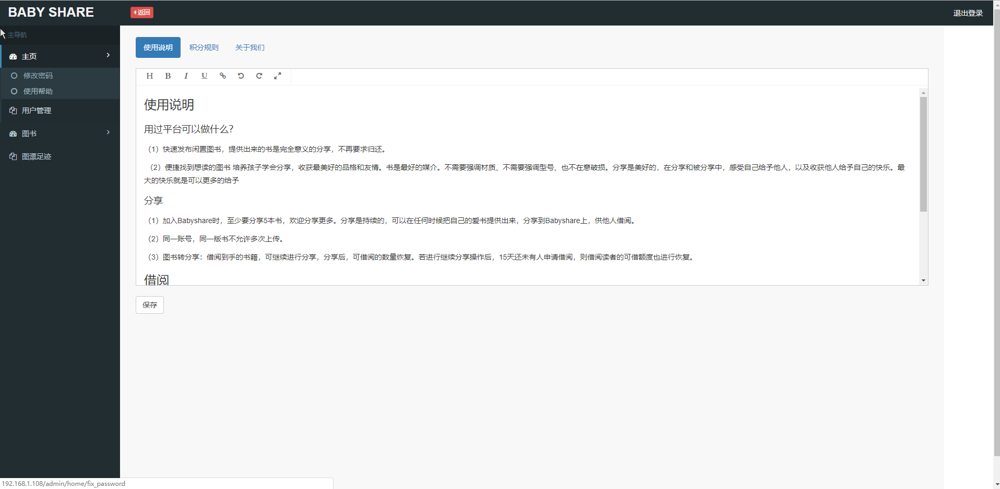 BABY SHARE
返回
退出登录
主导航
主页
修改密码
使用帮助
用户管理
图书
图漂足迹
使用说明
积分规则
关于我们
H B I U
使用说明
用过平台可以做什么?
（1）快速发布闲置图书，提供出来的书是完全意义的分享，不再要求归还。
（2）便捷找到想读的图书 培养孩子学会分享，收获最美好的品格和友情。书是最好的媒介。不需要强调材质、不需要强调型号、也不在意破损。分享是美好的，在分享和被分享中，感受自己给予他人，以及收获他人给予自己的快乐。最
大的快乐就是可以更多的给予
分享
（1）加入Babyshare时，至少要分享5本书，欢迎分享更多。分享是持续的，可以在任何时候把自己的爱书提供出来，分享到Babyshare上，供他人借阅。
（2）同一账号，同一版书不允许多次上传。
（3）图书转分享：借阅到手的书籍，可继续进行分享，分享后，可借阅的数量恢复。若进行继续分享操作后，15天还未有人申请借阅，则借阅读者的可借额度也进行恢复。
借阅
保存
192.168.1.108/admin/home/fix_password